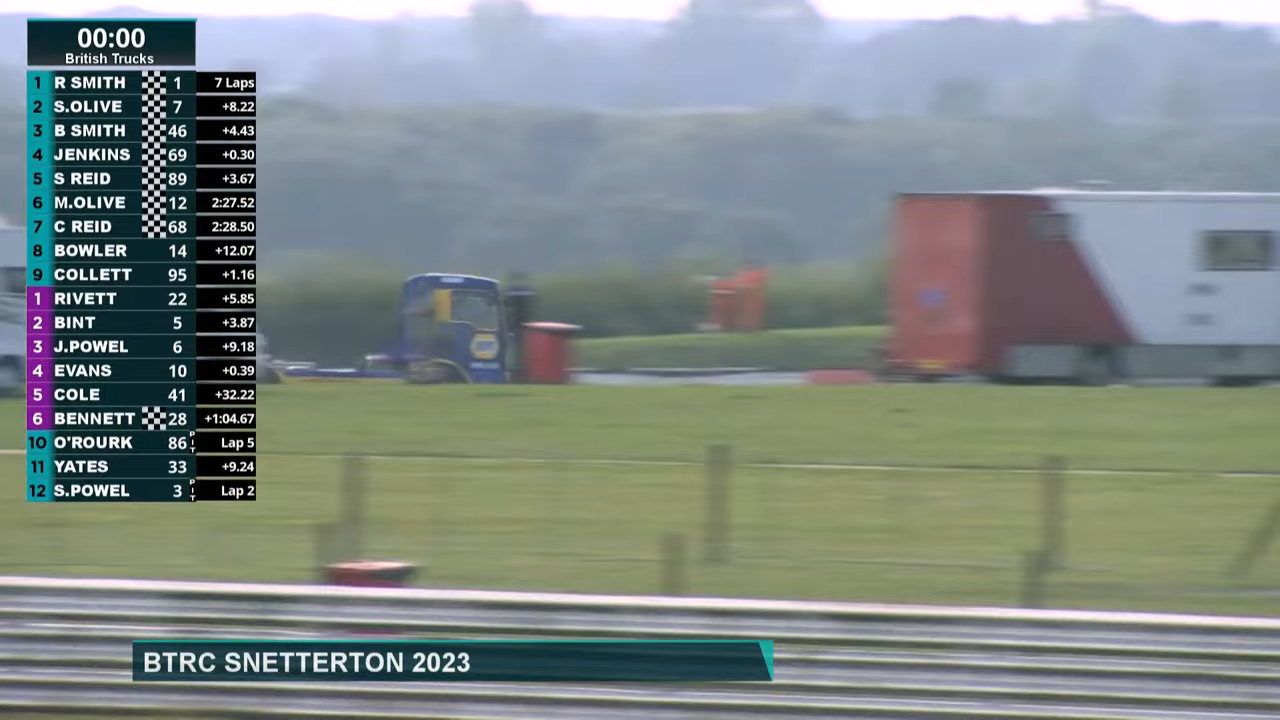 00:00
British Trucks
1 R SMITH 1 7 Laps
2 S.OLIVE 7 +8.22
3 B SMITH 46 +4.43
4 JENKINS 69 +0.30
5 S REID 89 +3.67
6 M.OLIVE 12 2:27.52
7 C REID 68 2:28.50
8 BOWLER 14 +12.07
9 COLLETT 95 +1.16
1 RIVETT 22 +5.85
2 BINT 5 +3.87
3 J.POWEL 6 +9.18
4 EVANS 10 +0.39
5 COLE 41 +32.22
6 BENNETT 28 +1:04.67
10 O'ROURK 86 PIT Lap 5
11 YATES 33 +9.24
12 S.POWEL 3 PIT Lap 2
BTRC SNETTERTON 2023